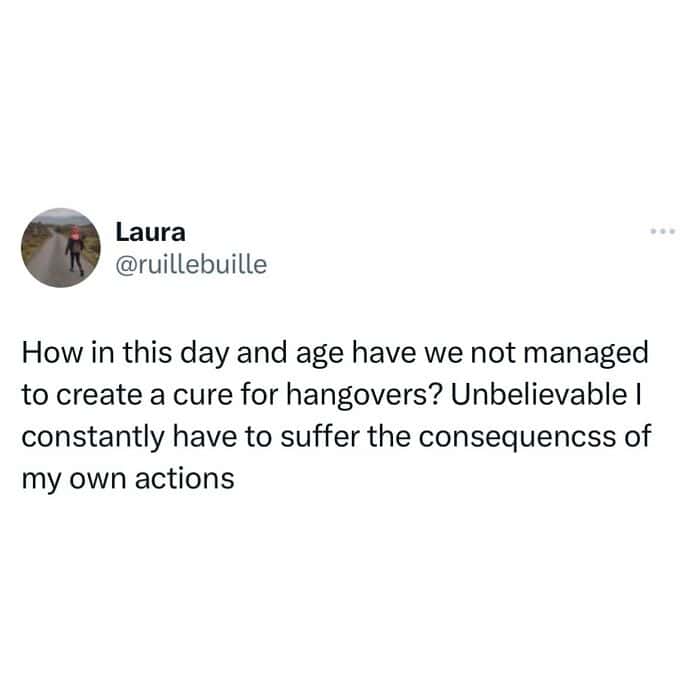 Laura
@ruillebuille
How in this day and age have we not managed
to create a cure for hangovers? Unbelievable I
constantly have to suffer the consequencss of
my own actions